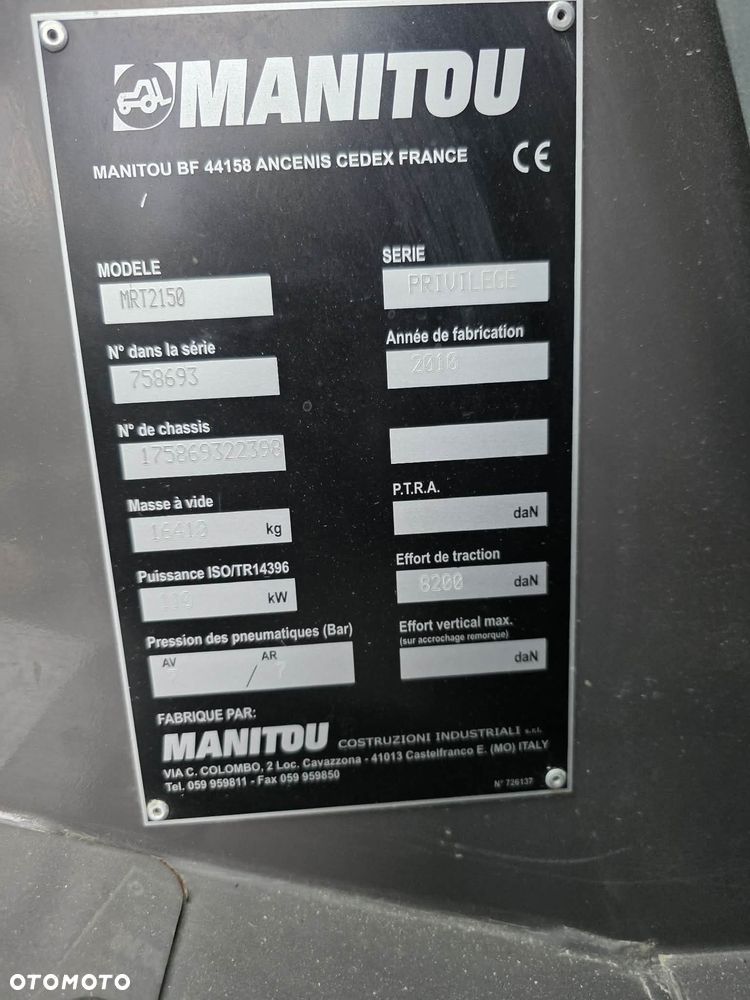 MANITOU
MANITOU BF 44158 ANCENIS CEDEX FRANCE CE
MODELE
MRT2150
SERIE
PRIVILEGE
N° dans la série
758693
Année de fabrication
2010
N° de chassis
Masse à vide
16410 kg
P.T.R.A.
daN
Puissance ISO/TR14396
kW
Effort de traction
8200 daN
Pression des pneumatiques (Bar)
AV / AR
7
Effort vertical max.
(sur accrochage remorque)
daN
FABRIQUE PAR:
MANITOU COSTRUZIONI INDUSTRIALI s.r.l.
VIA C. COLOMBO, 2 Loc. Cavazzona - 41013 Castelfranco E. (MO) ITALY
Tel. 059 959811 - Fax 059 959850
N° 726137
OTOMOTO